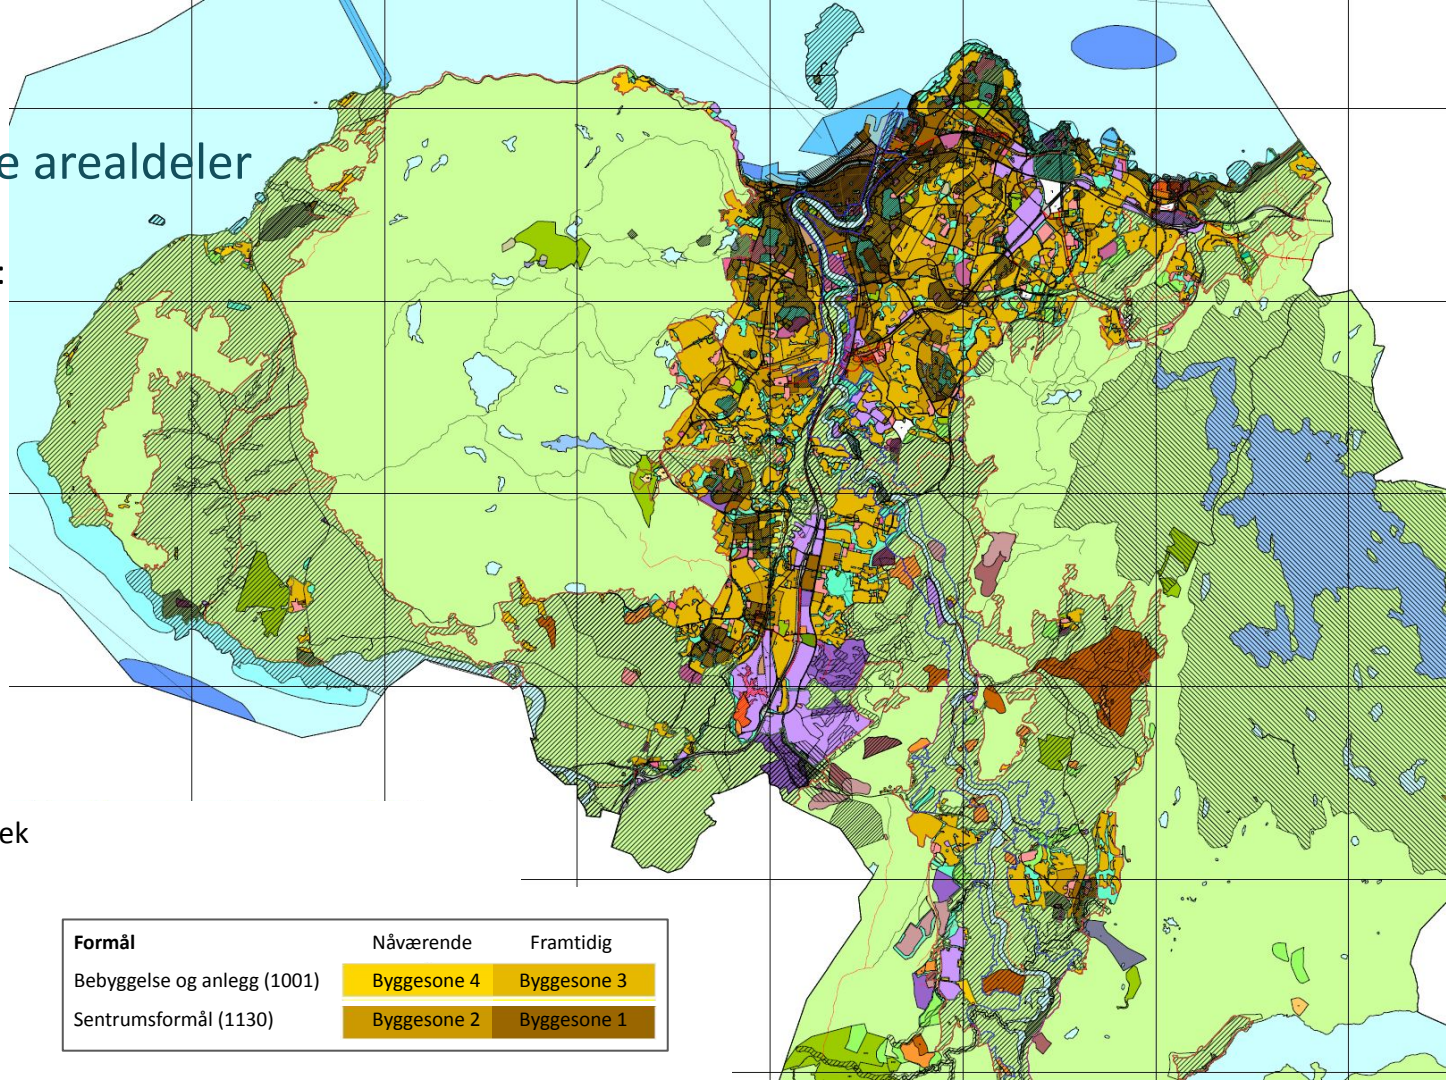 e arealdeler
:
ek
Formål Nåværende Framtidig
Bebyggelse og anlegg (1001) Byggesone 4 Byggesone 3
Sentrumsformål (1130) Byggesone 2 Byggesone 1